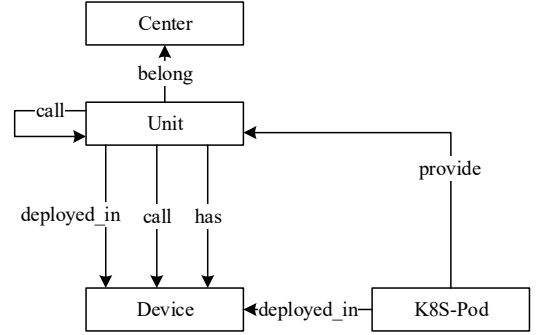 Center
belong
call
Unit
provide
deployed_in
call
has
Device
deployed_in
K8S-Pod